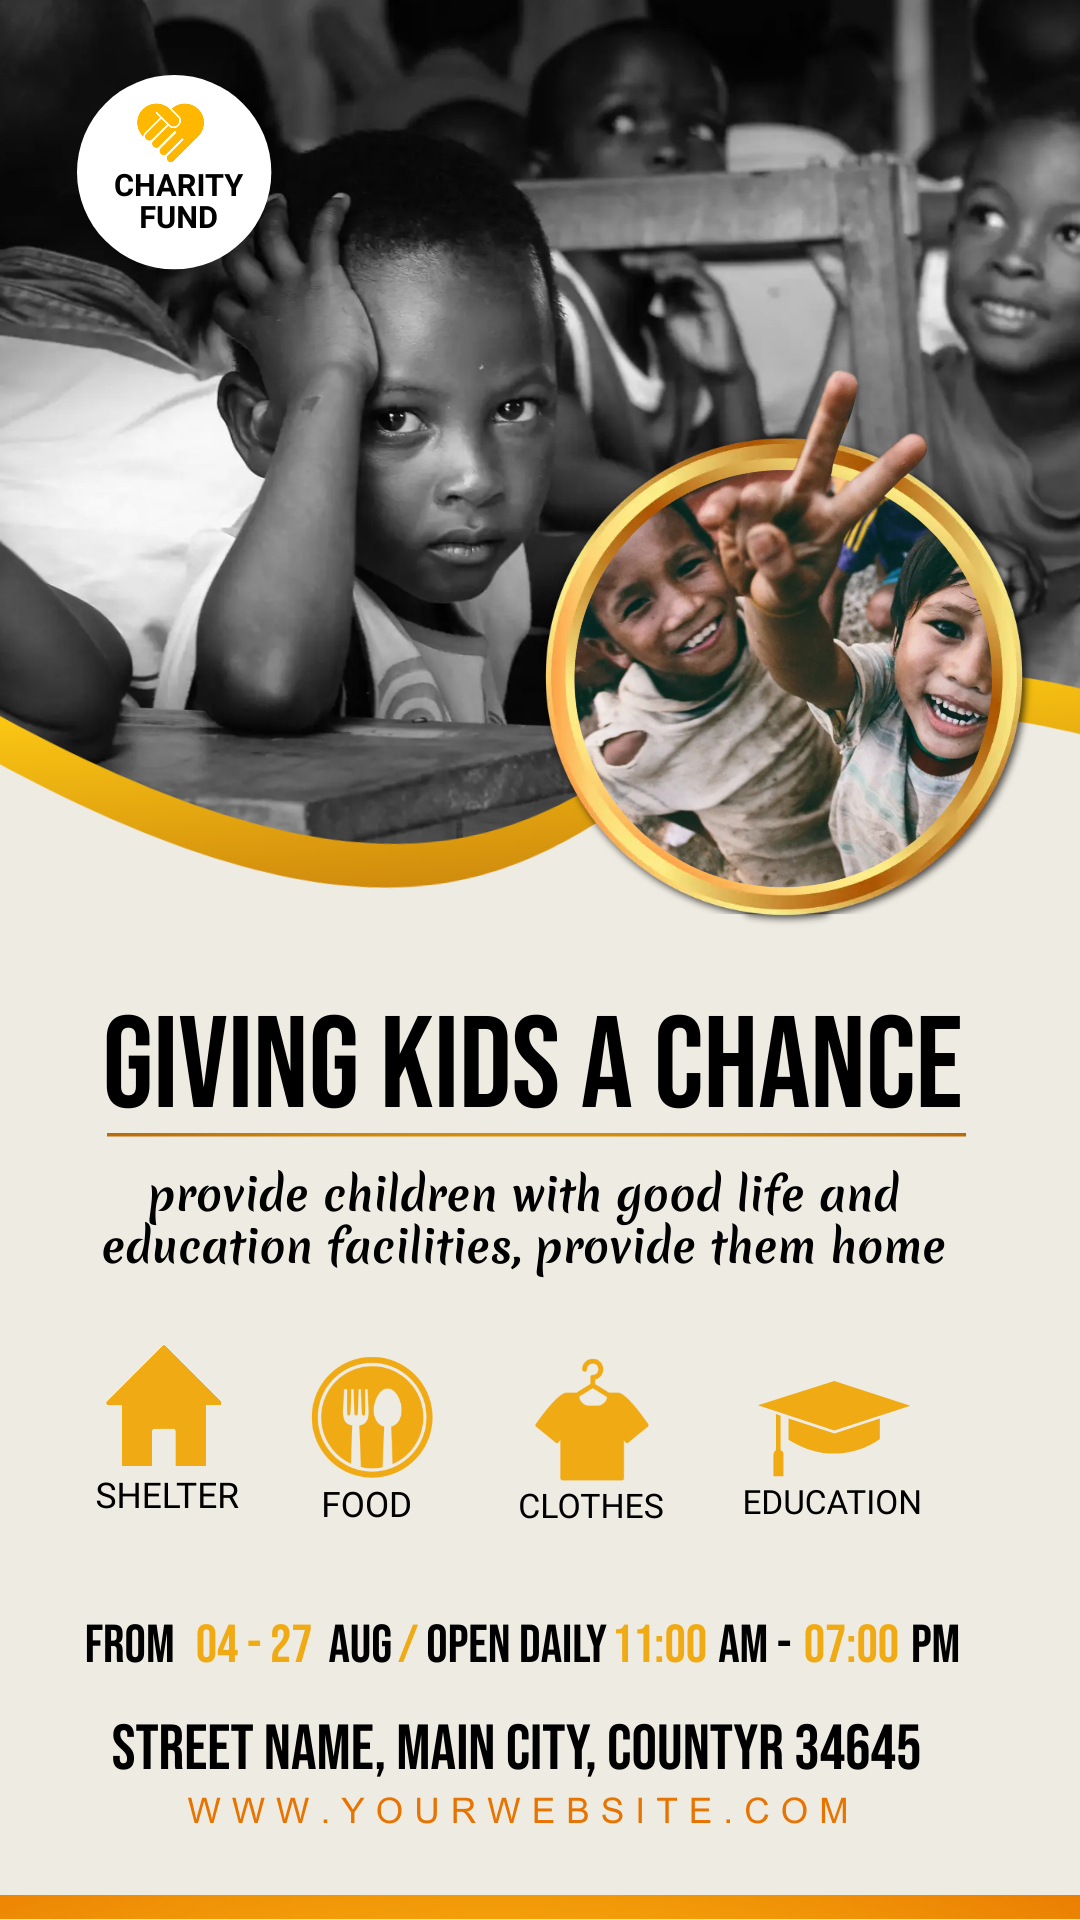 CHARITY
FUND
GIVING KIDS A CHANCE
provide children with good life and
education facilities, provide them home
SHELTER FOOD CLOTHES EDUCATION
FROM 04 - 27 AUG / OPEN DAILY 11:00 AM - 07:00 PM
STREET NAME, MAIN CITY, COUNTYR 34645
WWW.YOURWEBSITE.COM